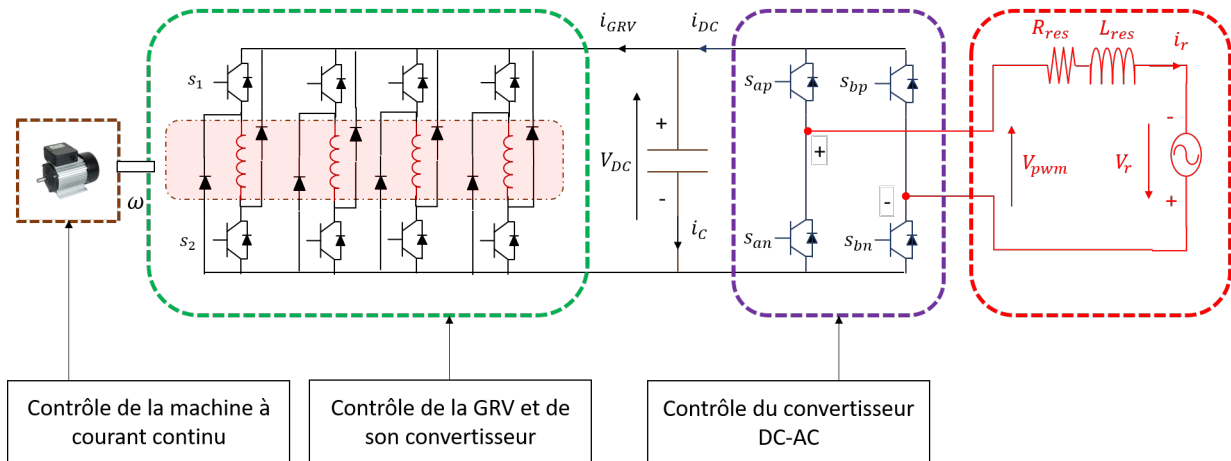 i_GRV
i_DC
R_res
L_res
i_r
s_1
s_ap
s_bp
+
-
+
V_DC
V_pwm
V_r
-
-
+
ω
s_2
i_C
s_an
s_bn
Contrôle de la machine à
courant continu
Contrôle de la GRV et de
son convertisseur
Contrôle du convertisseur
DC-AC